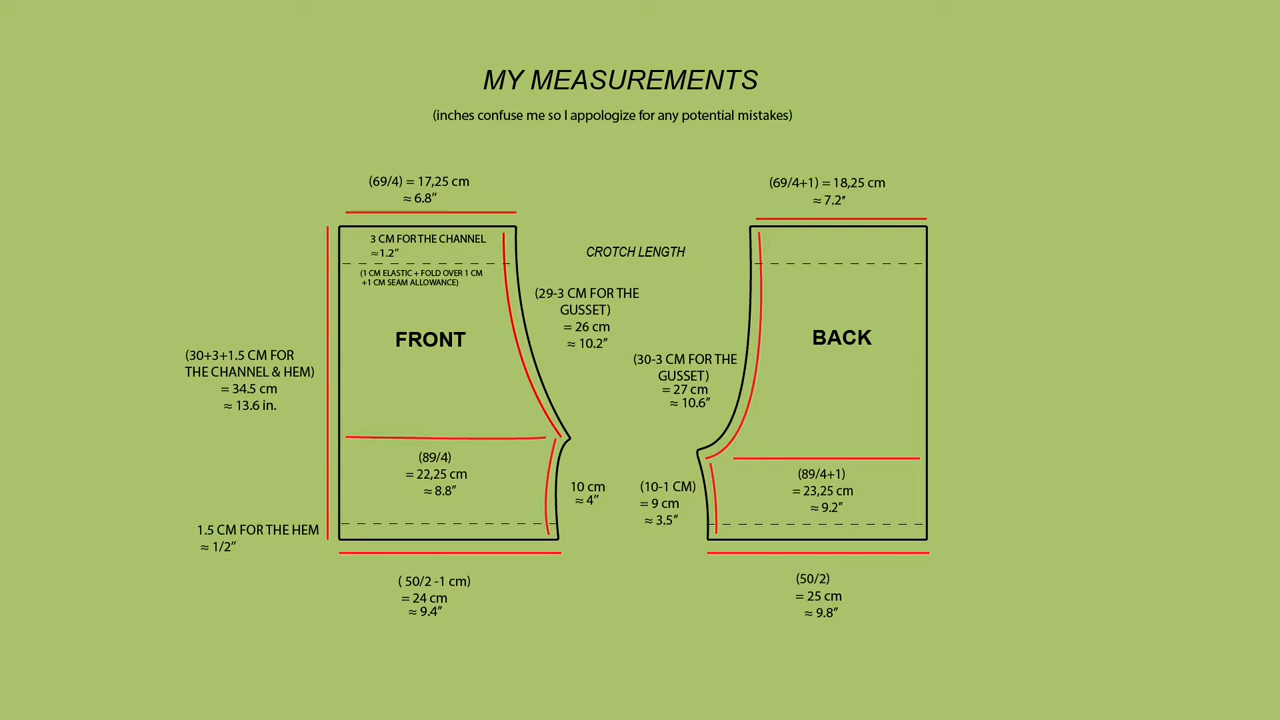 MY MEASUREMENTS
(inches confuse me so I appologize for any potential mistakes)
(69/4) = 17,25 cm
≈ 6.8”
(69/4+1) = 18,25 cm
≈ 7.2”
3 CM FOR THE CHANNEL
≈1.2”
(1 CM ELASTIC + FOLD OVER 1 CM
+1 CM SEAM ALLOWANCE)
CROTCH LENGTH
(29-3 CM FOR THE
GUSSET)
= 26 cm
≈ 10.2”
FRONT
BACK
(30+3+1.5 CM FOR
THE CHANNEL & HEM)
= 34.5 cm
≈ 13.6 in.
(30-3 CM FOR THE
GUSSET)
= 27 cm
≈ 10.6”
(89/4)
= 22,25 cm
≈ 8.8”
10 cm
≈ 4”
(10-1 CM)
= 9 cm
≈ 3.5”
(89/4+1)
= 23,25 cm
≈ 9.2”
1.5 CM FOR THE HEM
≈ 1/2”
( 50/2 -1 cm)
= 24 cm
≈ 9.4”
(50/2)
= 25 cm
≈ 9.8”